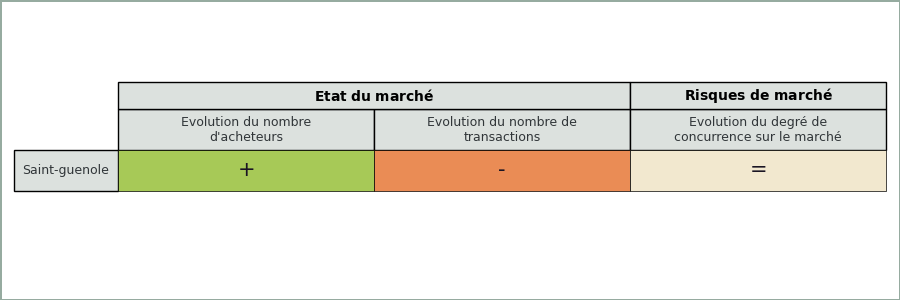 Etat du marché
Risques de marché
Evolution du nombre
d'acheteurs
Evolution du nombre de
transactions
Evolution du degré de
concurrence sur le marché
Saint-guenole
+
-
=